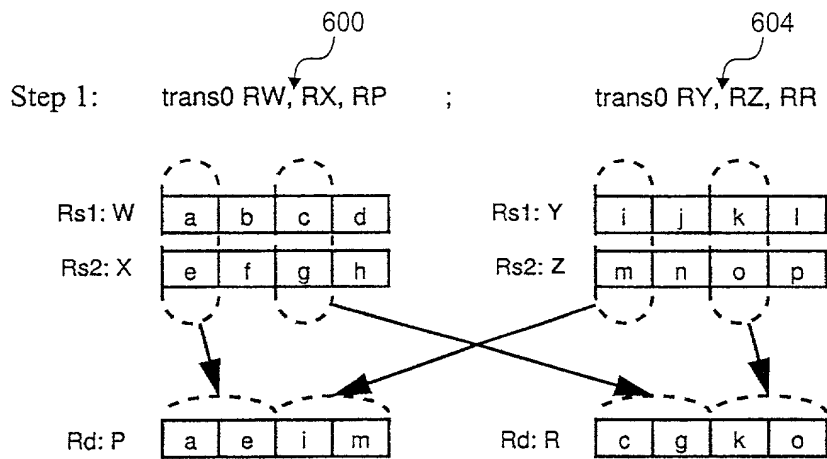 600 604
Step 1: trans0 RW, RX, RP ; trans0 RY, RZ, RR
Rs1: W a b c d Rs1: Y i j k l
Rs2: X e f g h Rs2: Z m n o p
Rd: P a e i m Rd: R c g k o